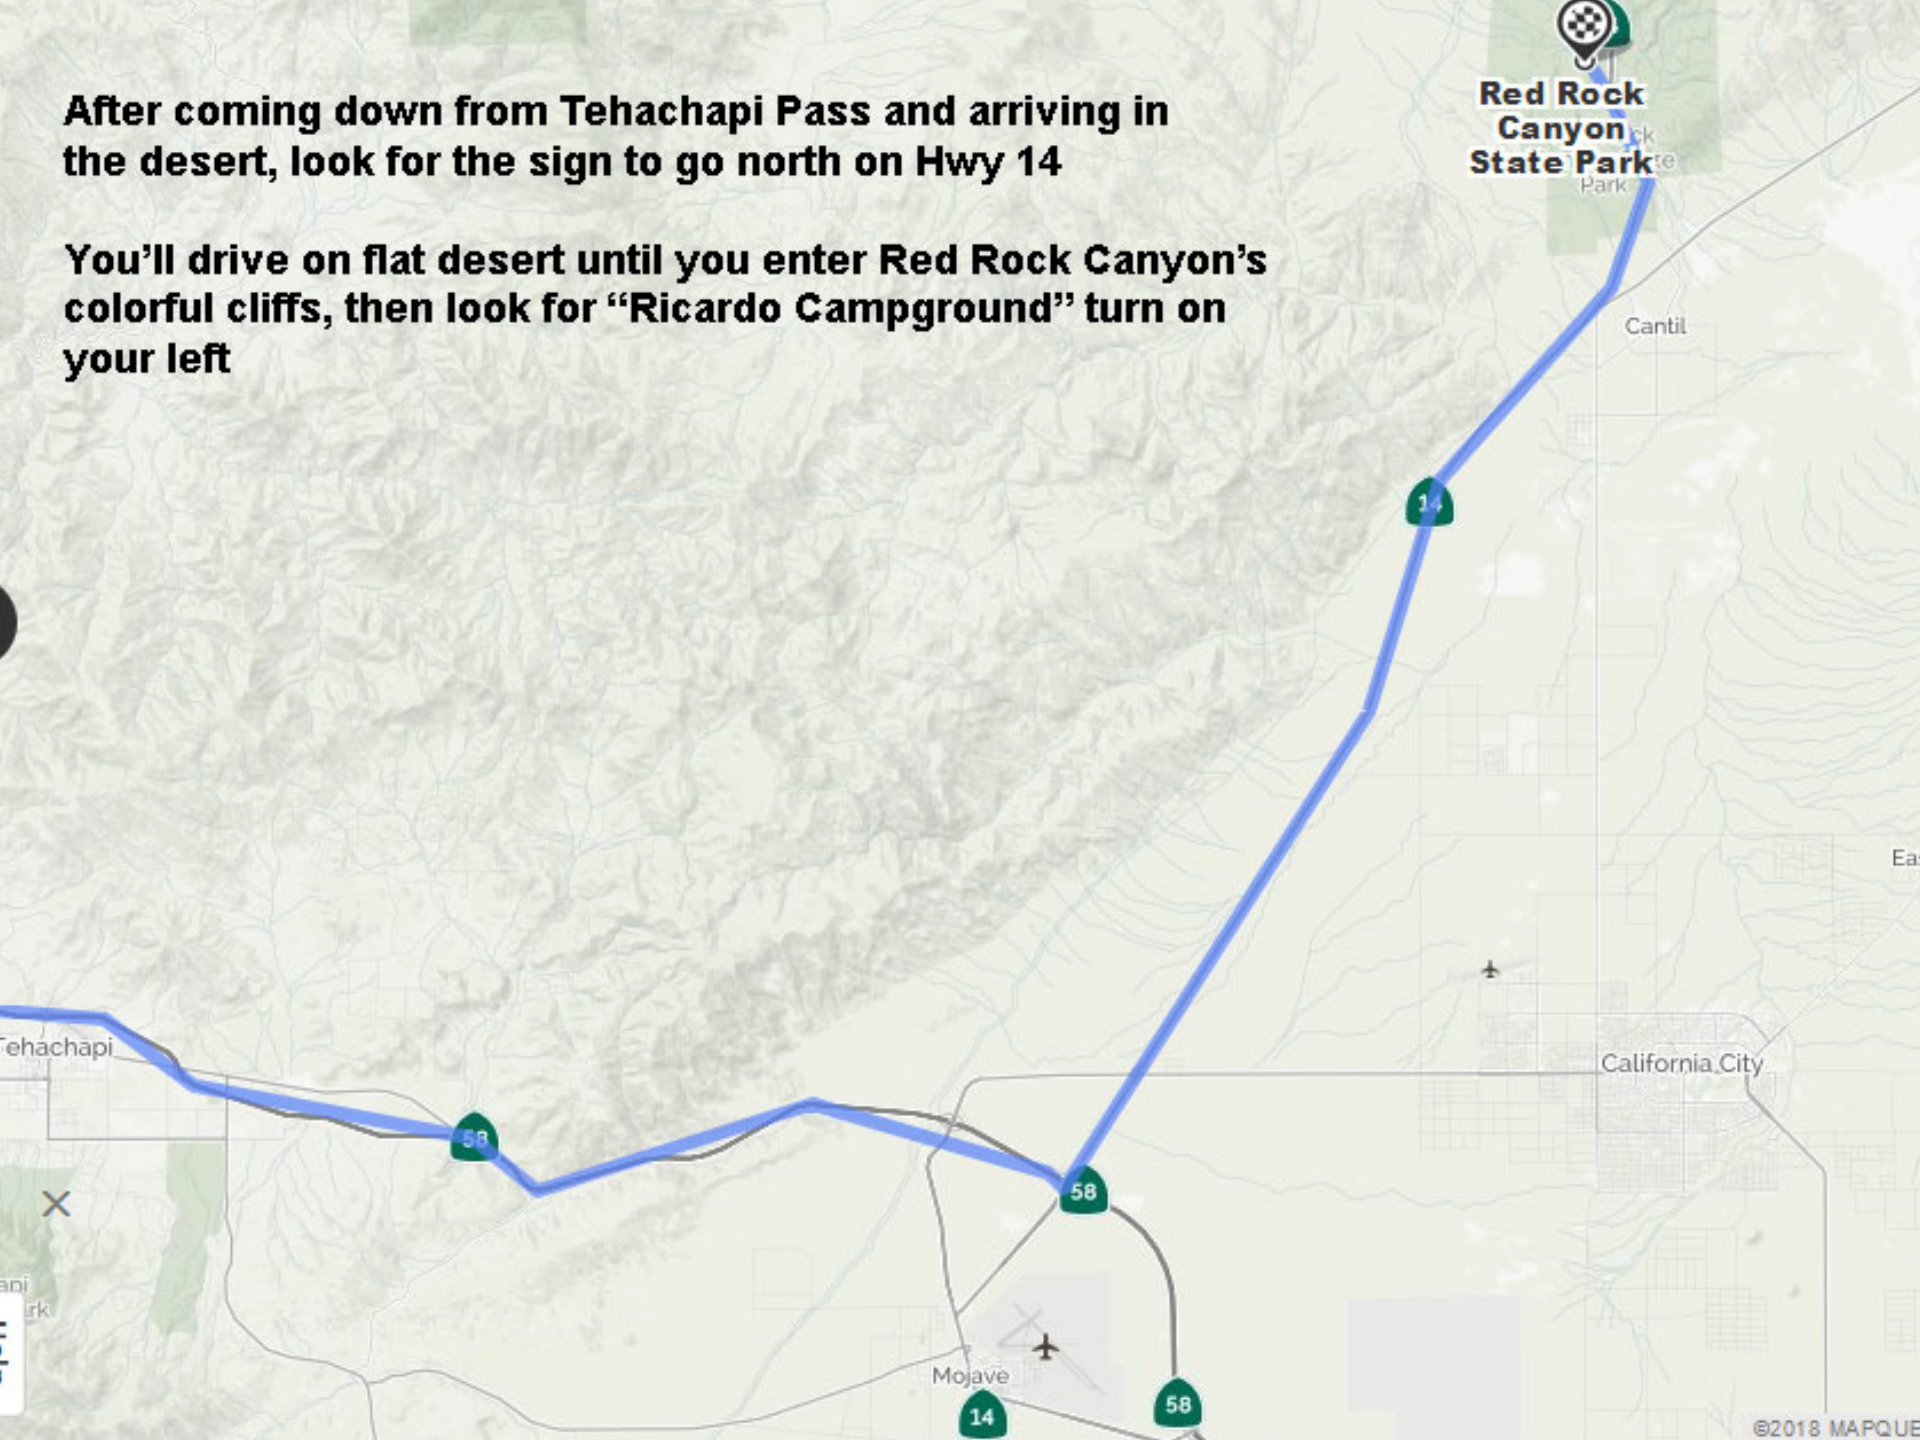 After coming down from Tehachapi Pass and arriving in
the desert, look for the sign to go north on Hwy 14
You’ll drive on flat desert until you enter Red Rock Canyon’s
colorful cliffs, then look for “Ricardo Campground” turn on
your left
Red Rock
Canyon
State Park
Park
Cantil
14
Tehachapi
58
California City
58
Mojave
14
58
©2018 MAPQUE